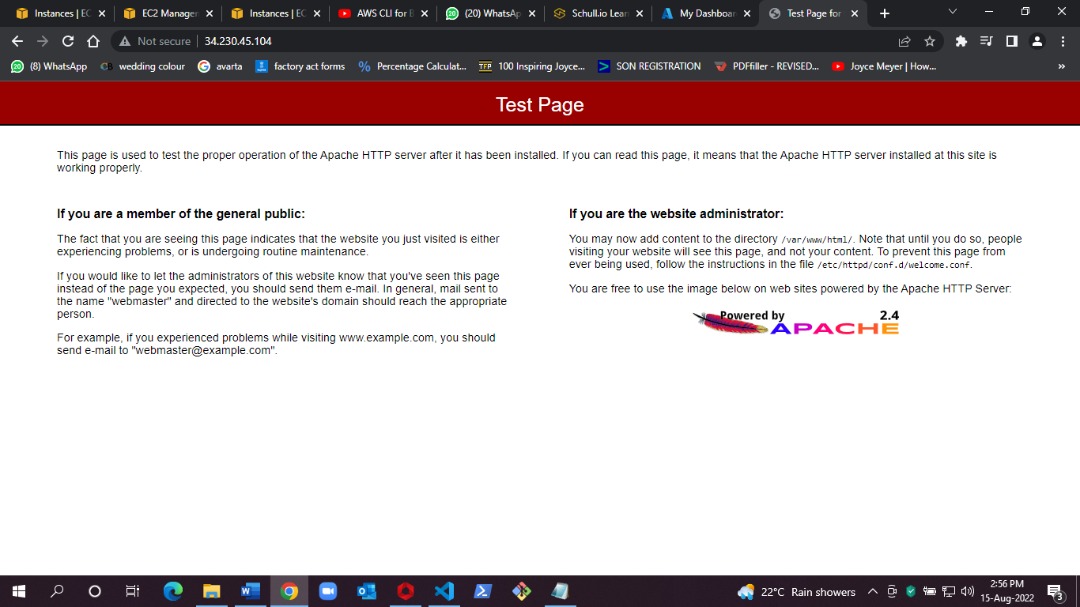 Instances | EC
EC2 Manager
Instances | EC
AWS CLI for B
(20) WhatsAp
Schull.io Lear
My Dashboar
Test Page for
Not secure
34.230.45.104
(8) WhatsApp
wedding colour
avarta
factory act forms
Percentage Calculat...
100 Inspiring Joyce...
SON REGISTRATION
PDFfiller - REVISED...
Joyce Meyer | How...
»
Test Page
This page is used to test the proper operation of the Apache HTTP server after it has been installed. If you can read this page, it means that the Apache HTTP server installed at this site is
working properly.
If you are a member of the general public:
The fact that you are seeing this page indicates that the website you just visited is either
experiencing problems, or is undergoing routine maintenance.
If you would like to let the administrators of this website know that you've seen this page
instead of the page you expected, you should send them e-mail. In general, mail sent to
the name "webmaster" and directed to the website's domain should reach the appropriate
person.
For example, if you experienced problems while visiting www.example.com, you should
send e-mail to "webmaster@example.com".
If you are the website administrator:
You may now add content to the directory /var/www/html/. Note that until you do so, people
visiting your website will see this page, and not your content. To prevent this page from
ever being used, follow the instructions in the file /etc/httpd/conf.d/welcome.conf.
You are free to use the image below on web sites powered by the Apache HTTP Server:
Powered by 2.4
APACHE
22°C Rain showers
2:56 PM
15-Aug-2022
3